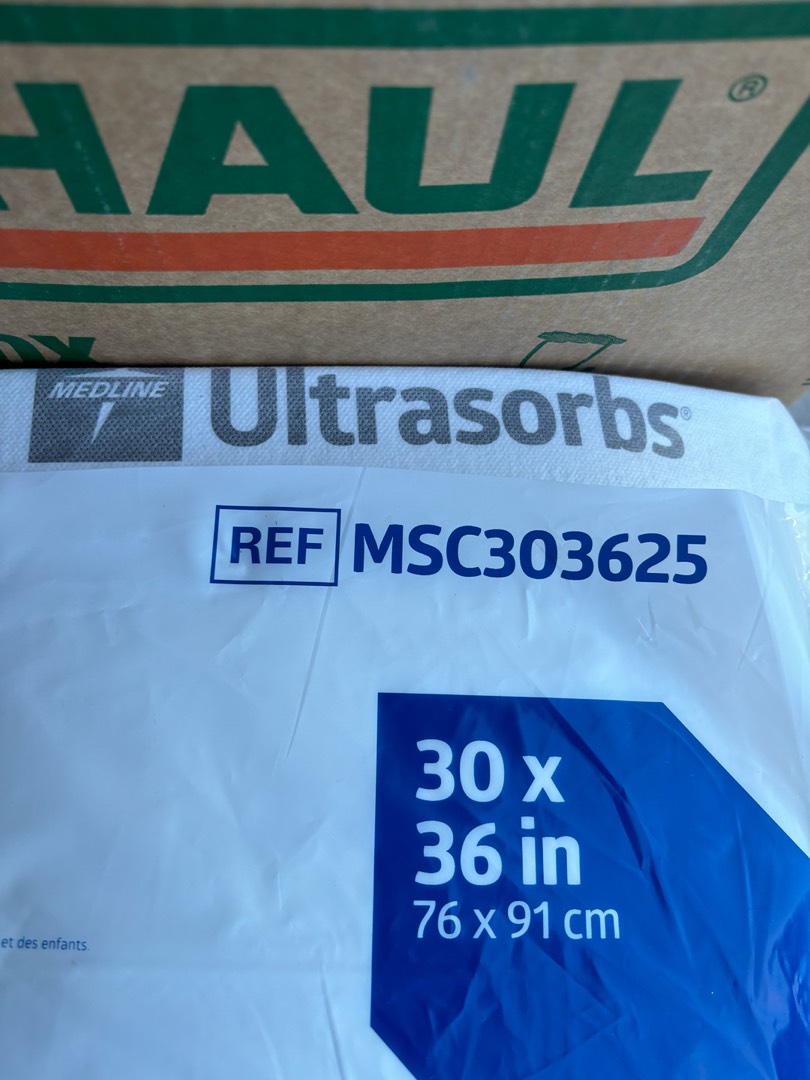 HAUL®
MEDLINE
Ultrasorbs®
REF MSC303625
30 x
36 in
76 x 91 cm
et des enfants.